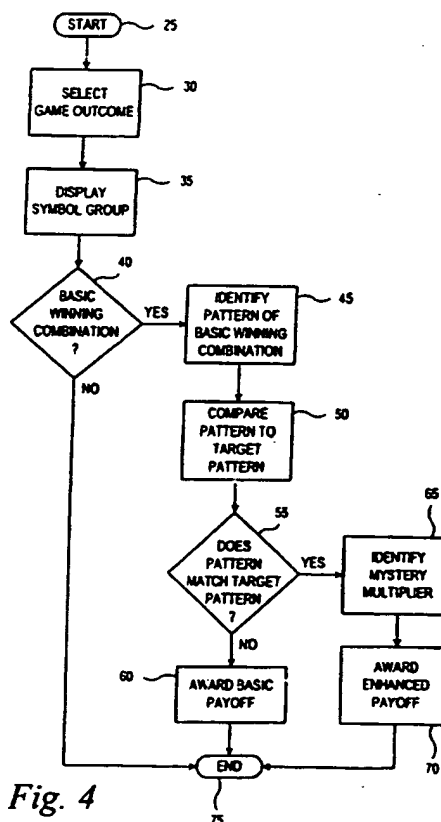 START
25
SELECT
GAME OUTCOME
30
DISPLAY
SYMBOL GROUP
35
BASIC
WINNING
COMBINATION
?
40
YES
NO
IDENTIFY
PATTERN OF
BASIC WINNING
COMBINATION
45
COMPARE
PATTERN TO
TARGET
PATTERN
50
DOES
PATTERN
MATCH TARGET
PATTERN
?
55
YES
NO
IDENTIFY
MYSTERY
MULTIPLIER
65
60
AWARD BASIC
PAYOFF
AWARD
ENHANCED
PAYOFF
70
END
75
Fig. 4